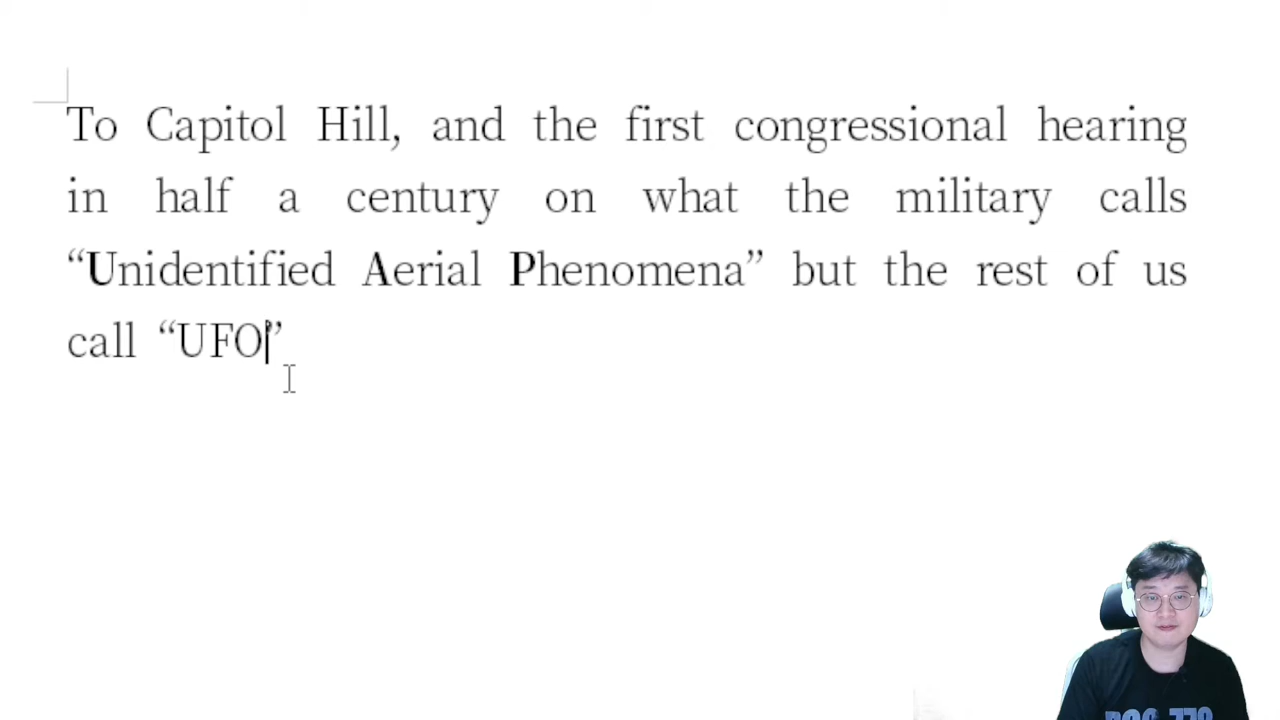 To Capitol Hill, and the first congressional hearing
in half a century on what the military calls
“Unidentified Aerial Phenomena” but the rest of us
call “UFO”